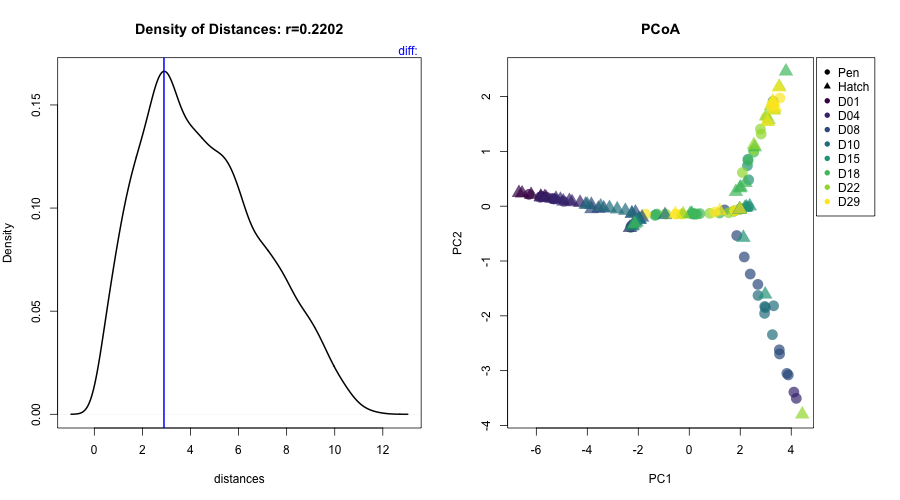 Density of Distances: r=0.2202
diff:
Density
0.00
0.05
0.10
0.15
0
2
4
6
8
10
12
distances
PCoA
PC2
2
1
0
-1
-2
-3
-4
-6
-4
-2
0
2
4
PC1
Pen
Hatch
D01
D04
D08
D10
D15
D18
D22
D29